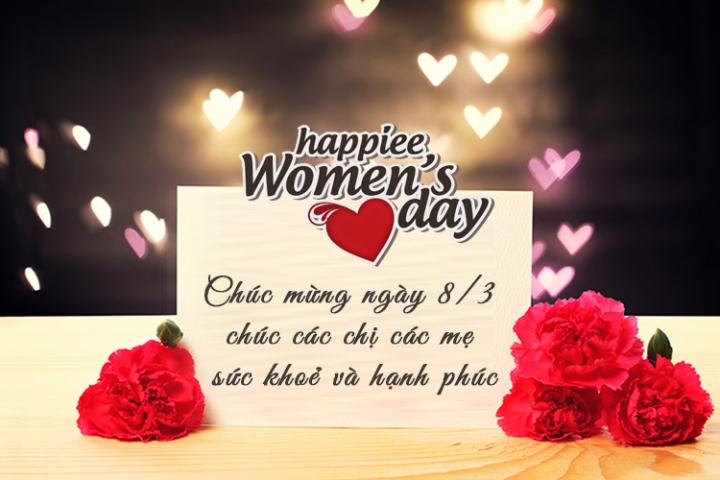 happiee
Women's
day
Chúc mừng ngày 8/3
chúc các chị các mẹ
sức khoẻ và hạnh phúc